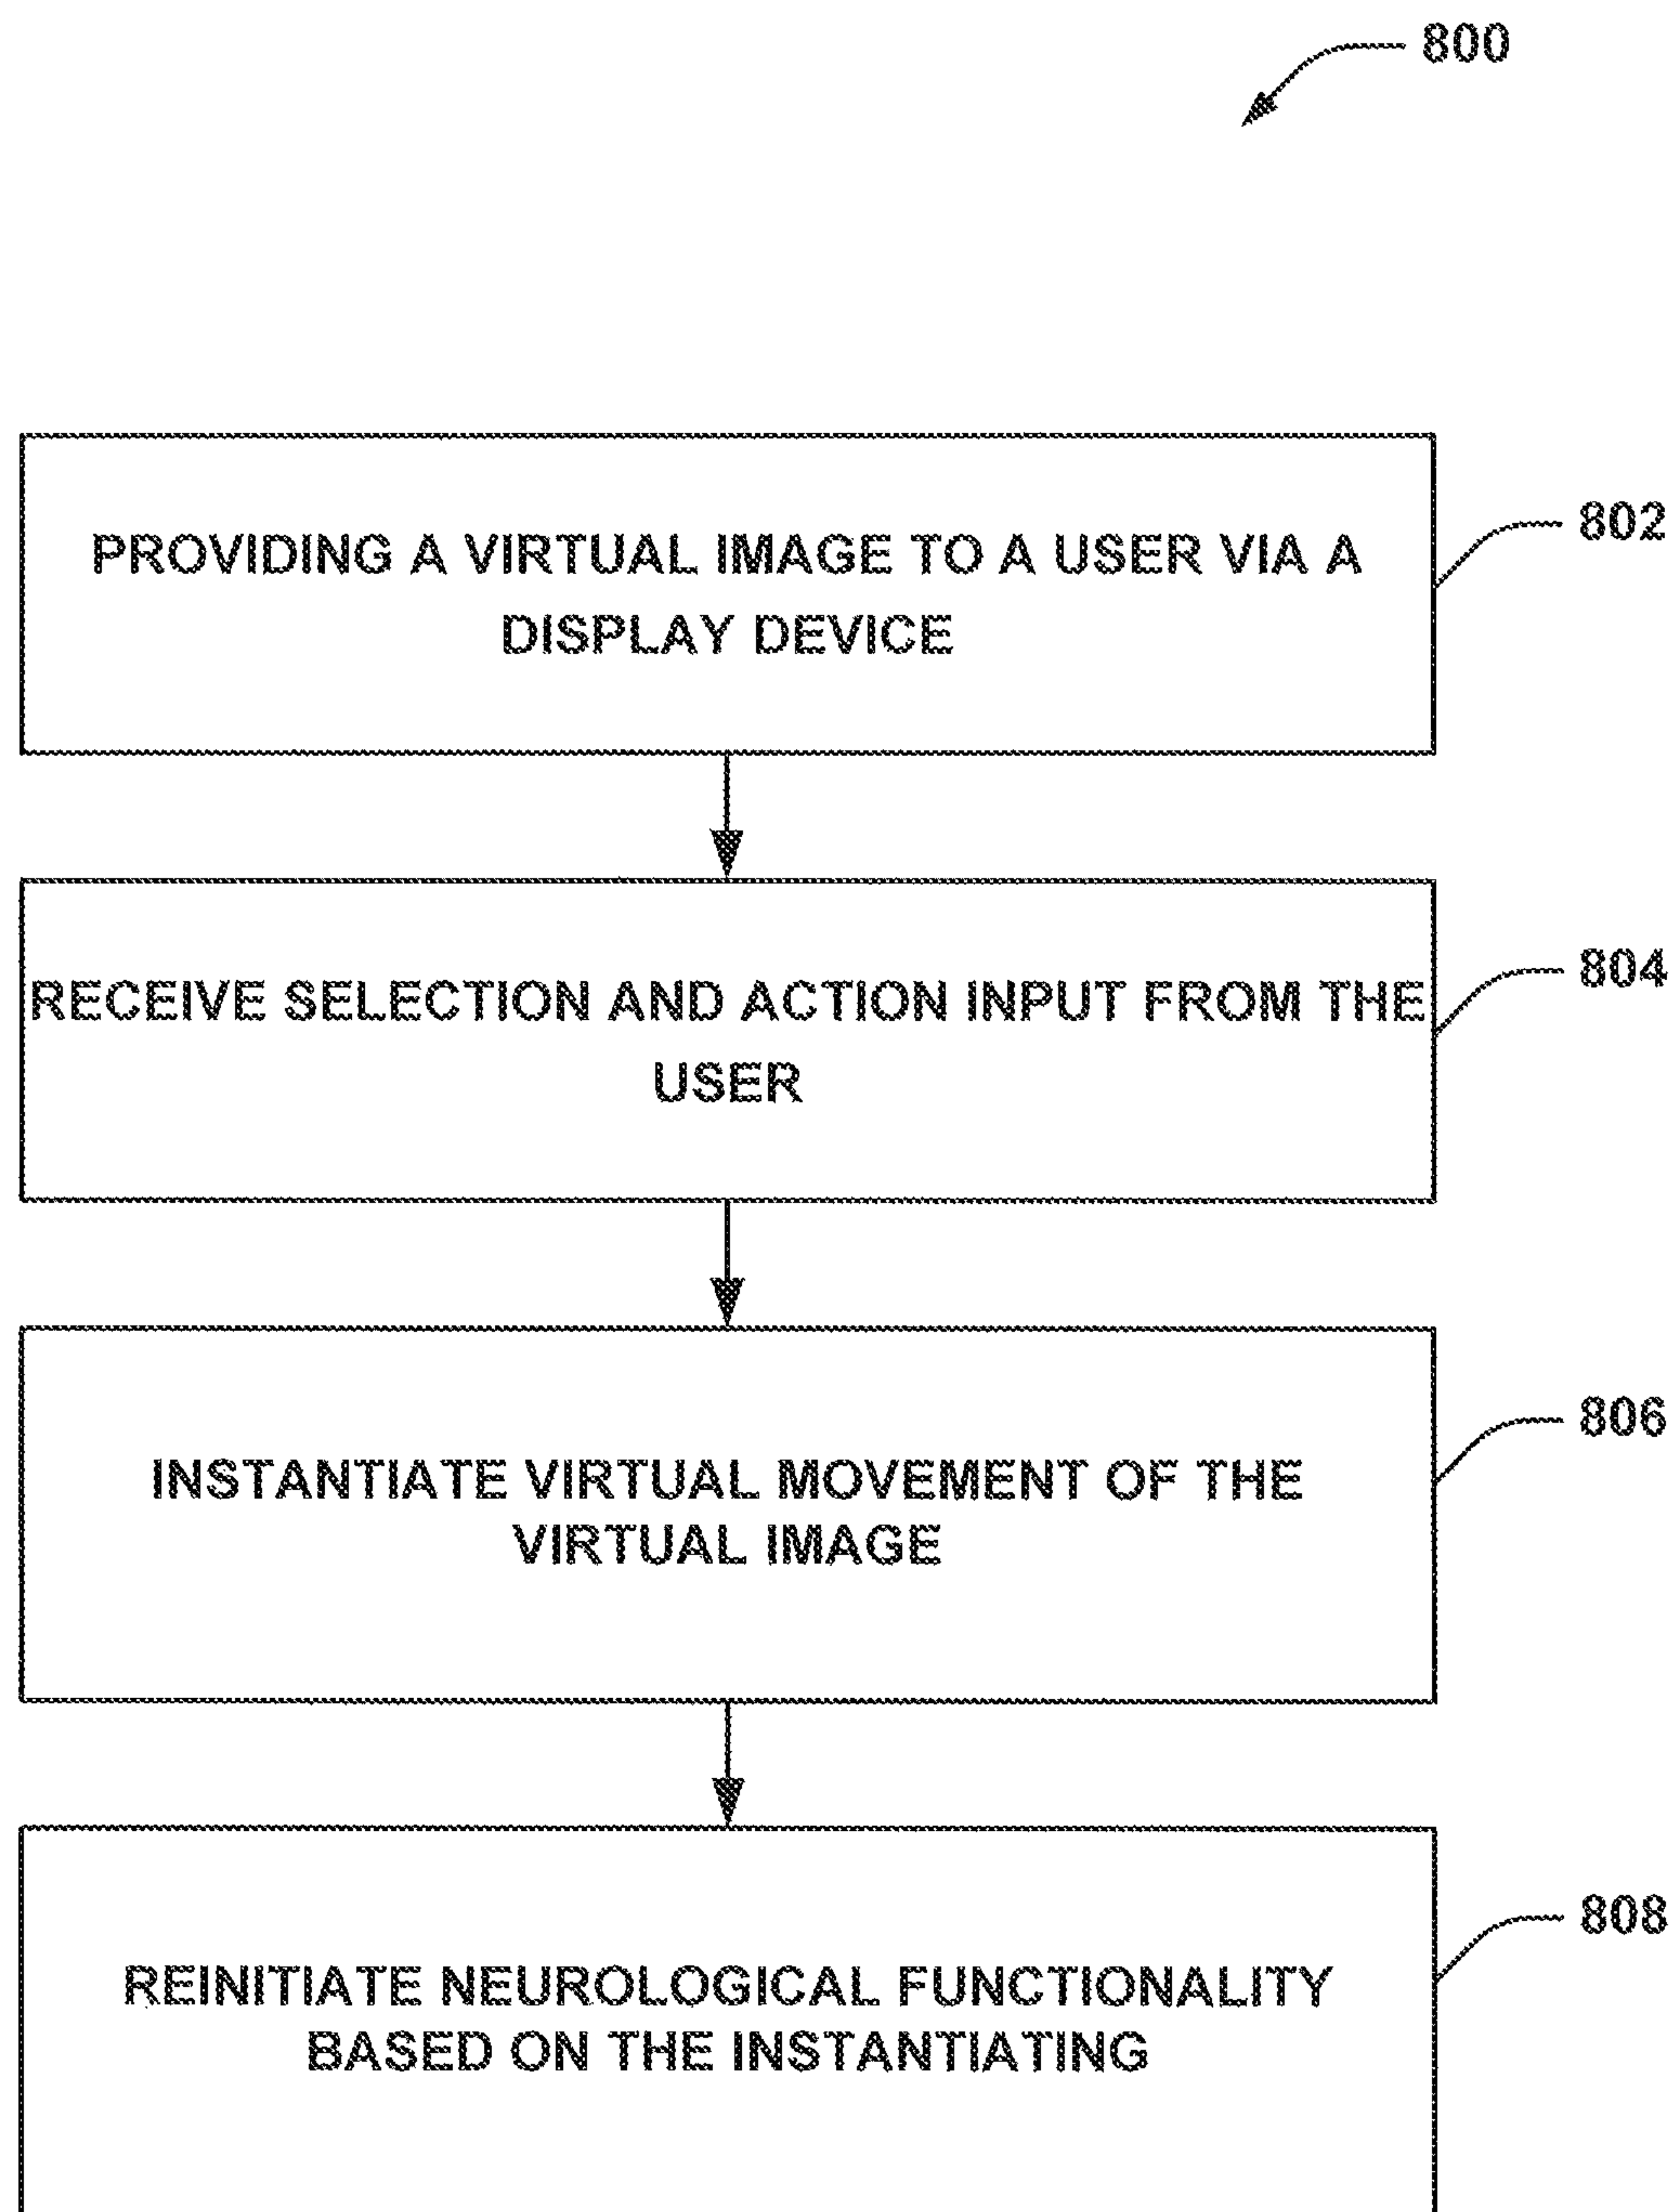 800
PROVIDING A VIRTUAL IMAGE TO A USER VIA A
DISPLAY DEVICE
802
RECEIVE SELECTION AND ACTION INPUT FROM THE
USER
804
INSTANTIATE VIRTUAL MOVEMENT OF THE
VIRTUAL IMAGE
806
REINITIATE NEUROLOGICAL FUNCTIONALITY
BASED ON THE INSTANTIATING
808